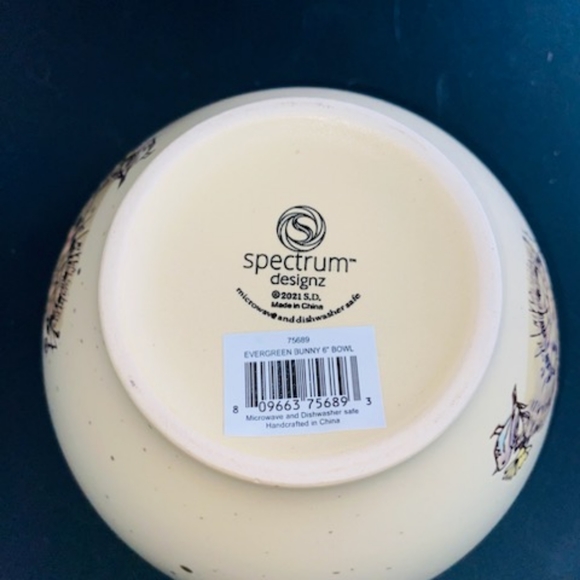 S
spectrum™
designz
®2021 S.D.
Made in China
microwave and dishwasher safe
75689
EVERGREEN BUNNY 6" BOWL
8 09663 75689 3
Microwave and Dishwasher safe
Handcrafted in China